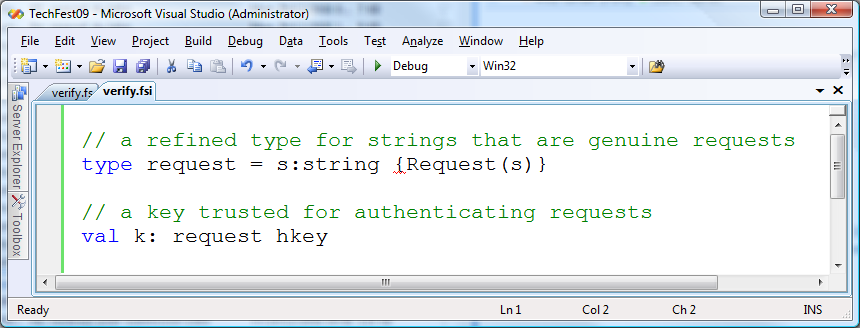 TechFest09 - Microsoft Visual Studio (Administrator)
File Edit View Project Build Debug Data Tools Test Analyze Window Help
Debug Win32
verify.fs verify.fsi
Server Explorer
Toolbox
// a refined type for strings that are genuine requests
type request = s:string {Request(s)}
// a key trusted for authenticating requests
val k: request hkey
Ready Ln 1 Col 2 Ch 2 INS